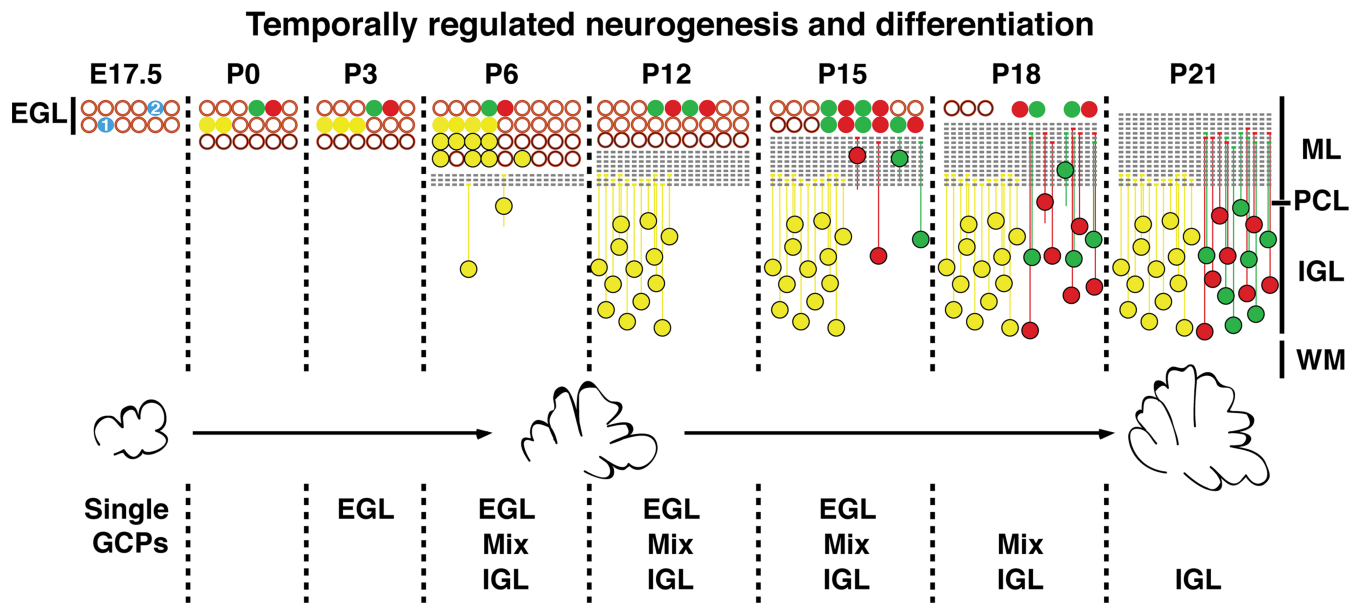 Temporally regulated neurogenesis and differentiation
E17.5 P0 P3 P6 P12 P15 P18 P21
EGL
2
1
ML
PCL
IGL
WM
Single EGL EGL EGL EGL
GCPs Mix Mix Mix Mix
IGL IGL IGL IGL IGL